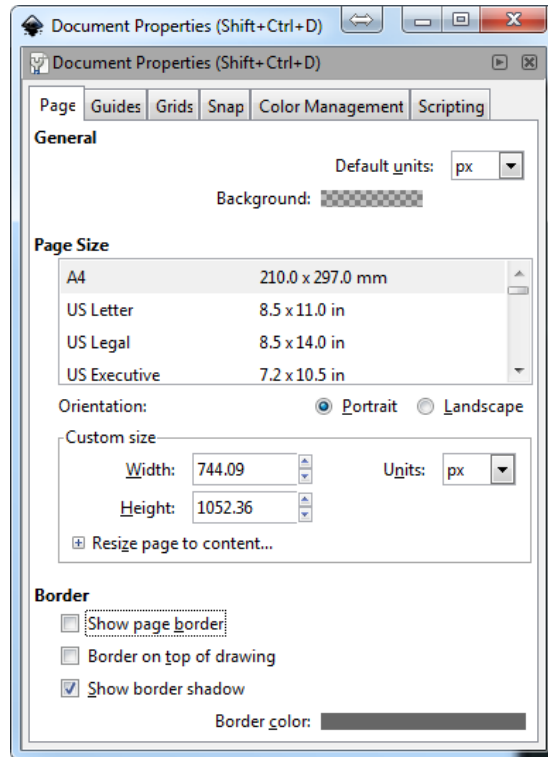 Document Properties (Shift+Ctrl+D)
Document Properties (Shift+Ctrl+D)
Page Guides Grids Snap Color Management Scripting
General
Default units: px
Background:
Page Size
A4 210.0 x 297.0 mm
US Letter 8.5 x 11.0 in
US Legal 8.5 x 14.0 in
US Executive 7.2 x 10.5 in
Orientation: Portrait Landscape
Custom size
Width: 744.09 Units: px
Height: 1052.36
Resize page to content...
Border
Show page border
Border on top of drawing
Show border shadow
Border color: